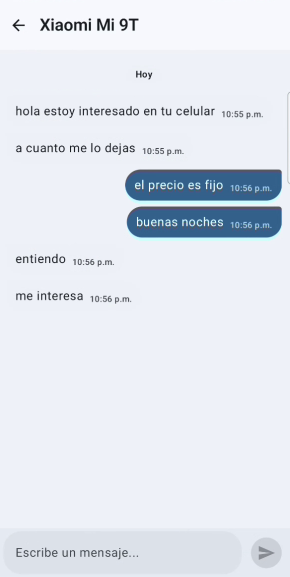 Xiaomi Mi 9T
Hoy
hola estoy interesado en tu celular 10:55 p.m.
a cuanto me lo dejas 10:55 p.m.
el precio es fijo 10:56 p.m.
buenas noches 10:56 p.m.
entiendo 10:56 p.m.
me interesa 10:56 p.m.
Escribe un mensaje...